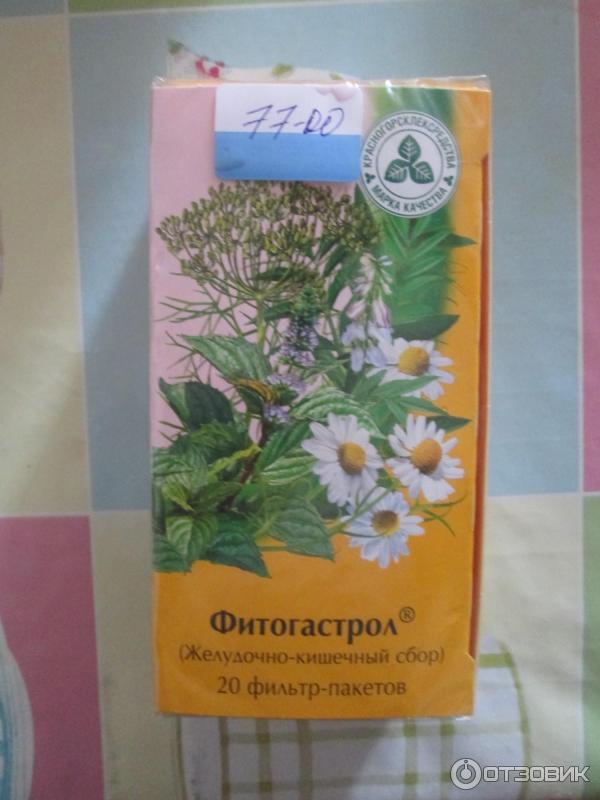 77-00
КРАСНОГОРСКЛЕКСРЕДСТВА
МАРКА КАЧЕСТВА
Фитогастрол®
(Желудочно-кишечный сбор)
20 фильтр-пакетов
ОТЗОВИК